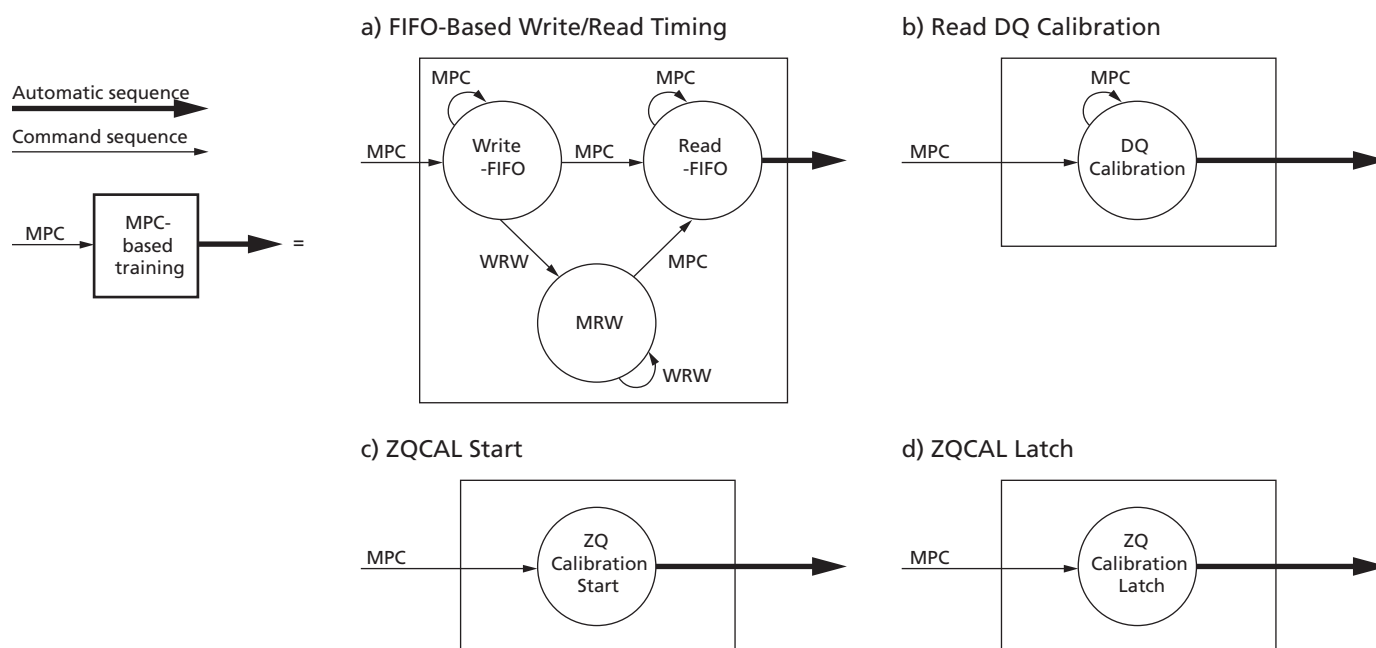 Automatic sequence
Command sequence
MPC
MPC-
based
training
=
a) FIFO-Based Write/Read Timing
MPC
MPC
MPC
Write
-FIFO
MPC
Read
-FIFO
WRW
MPC
MRW
WRW
b) Read DQ Calibration
MPC
MPC
DQ
Calibration
c) ZQCAL Start
MPC
ZQ
Calibration
Start
d) ZQCAL Latch
MPC
ZQ
Calibration
Latch